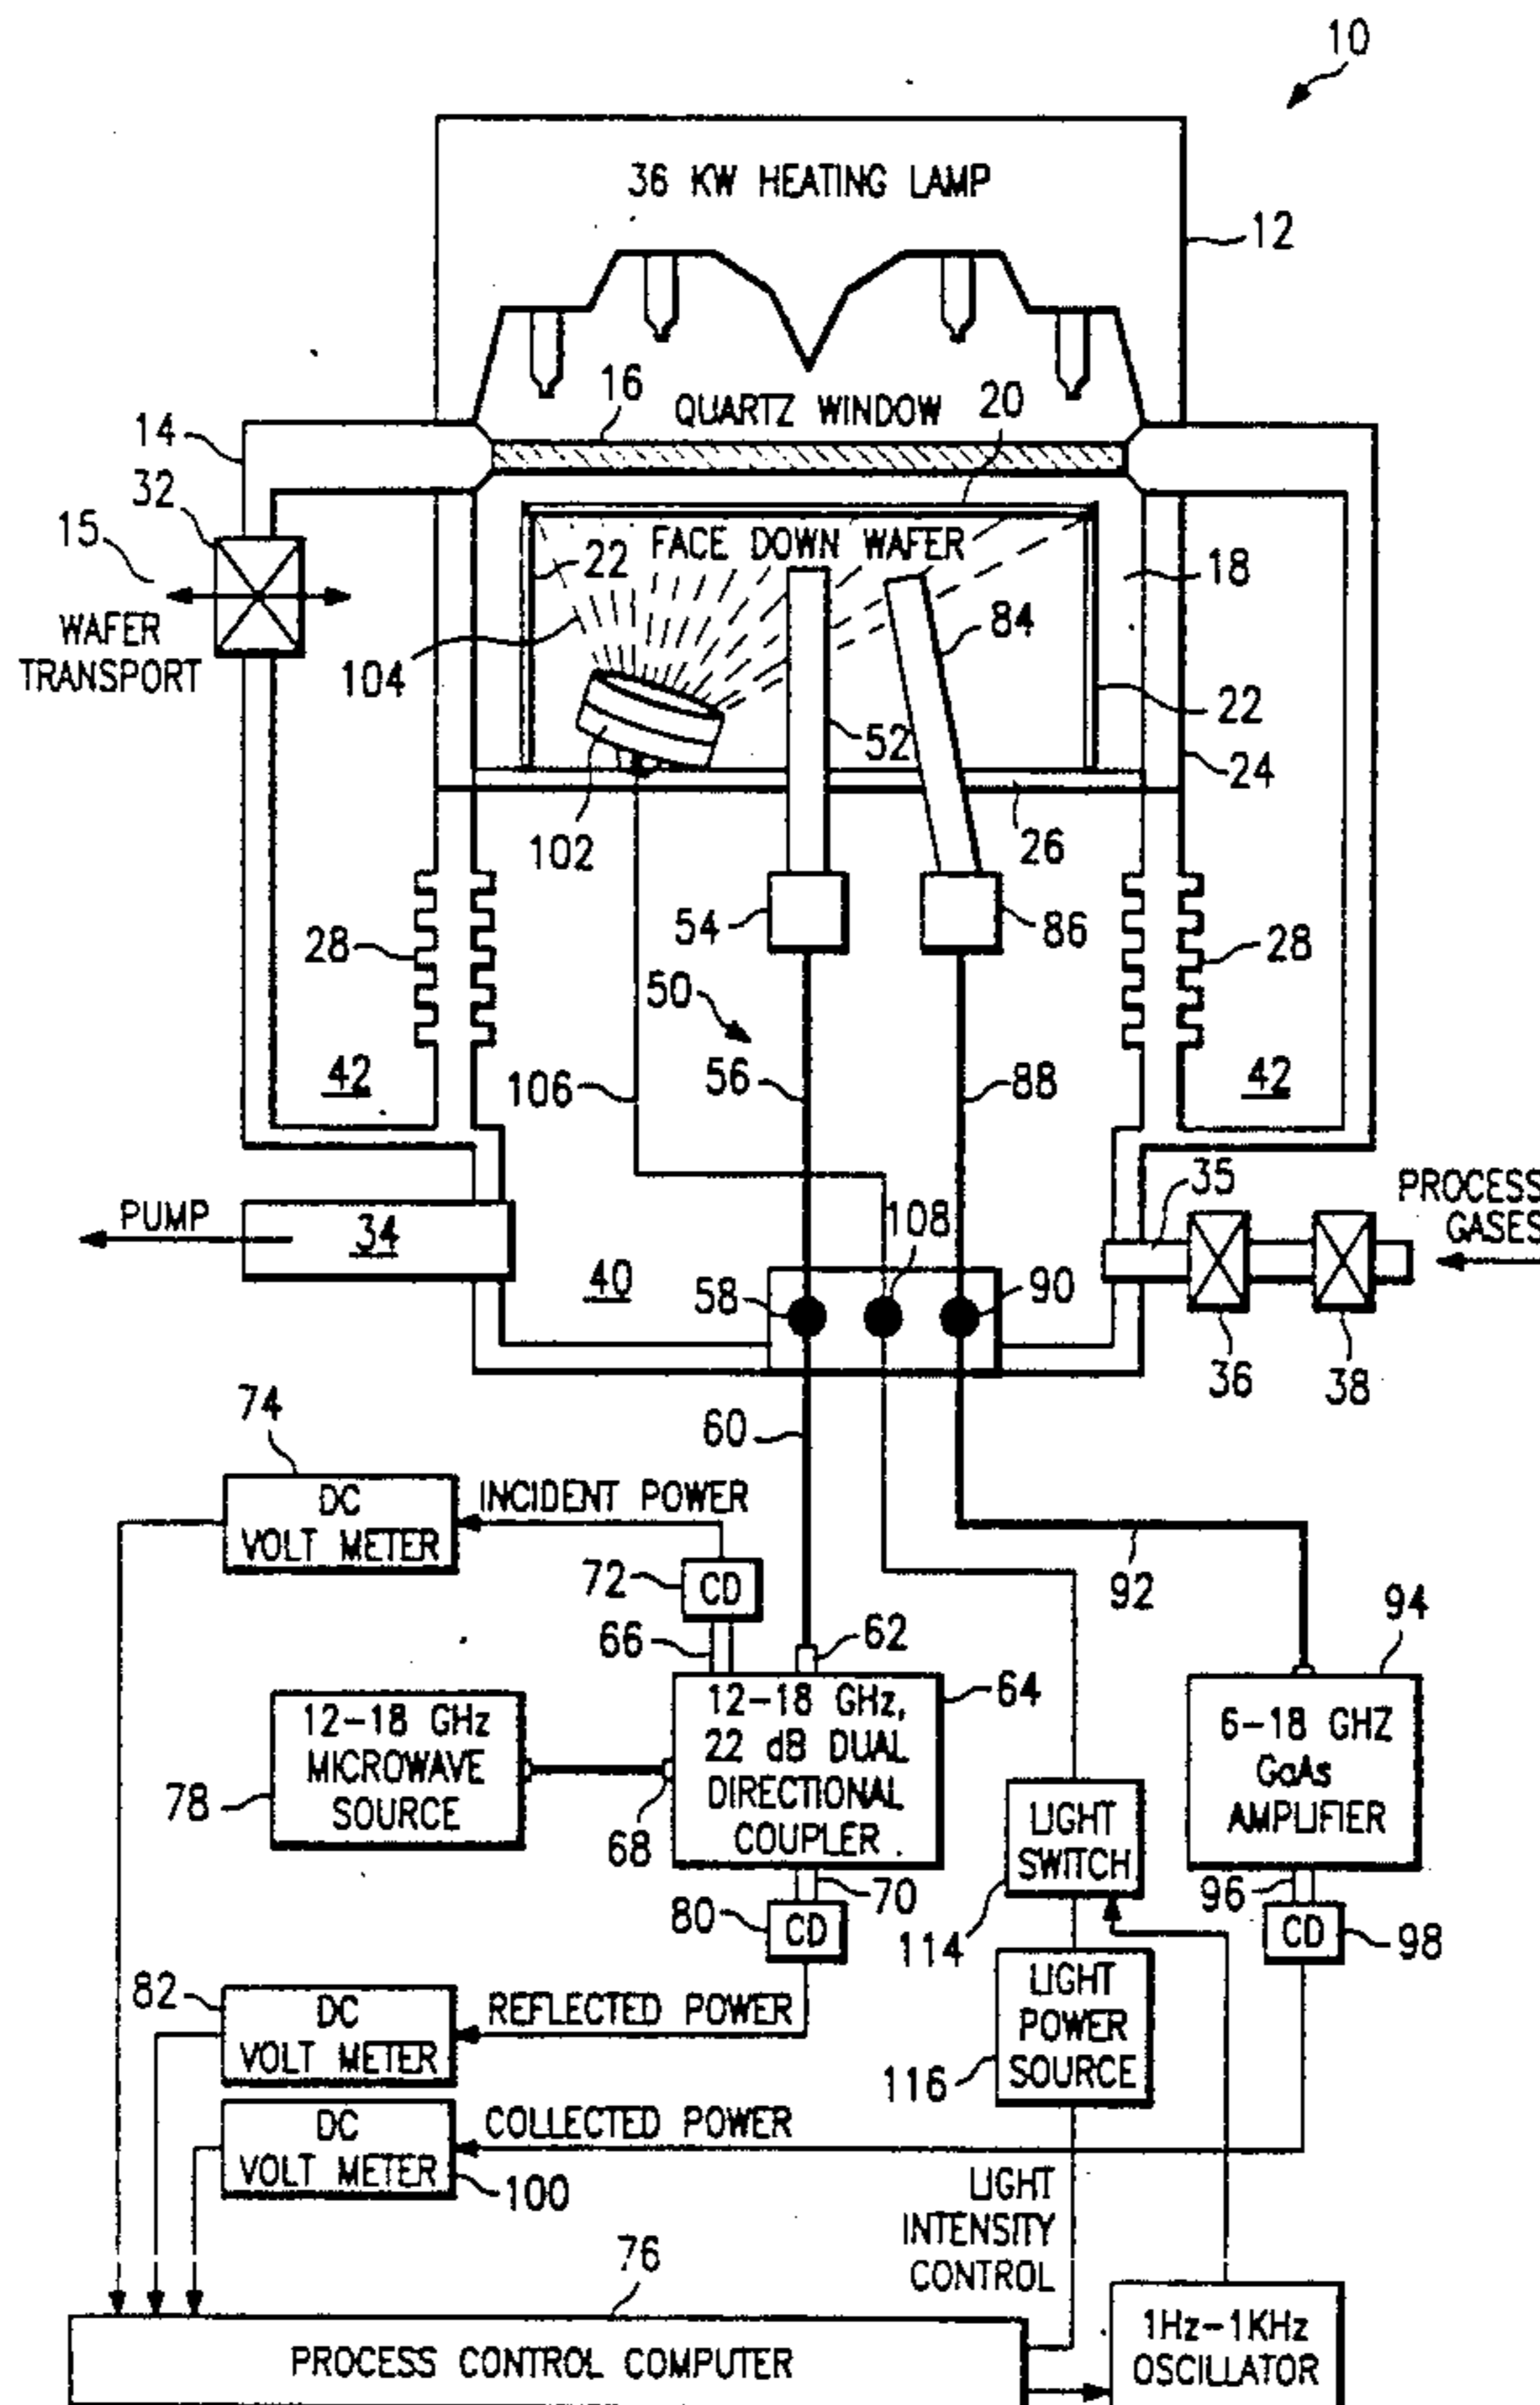 10
36 KW HEATING LAMP
12
16
QUARTZ WINDOW
20
14
32
15
WAFER
TRANSPORT
FACE DOWN WAFER
22
18
104
84
22
52
24
102
26
54
86
28
28
50
42
56
88
42
106
35
PROCESS
GASES
PUMP
34
108
40
58
90
36
38
74
60
DC
VOLT METER
INCIDENT POWER
72
CD
92
66
62
94
12-18 GHz
MICROWAVE
SOURCE
78
68
12-18 GHz,
22 dB DUAL
DIRECTIONAL
COUPLER
64
6-18 GHZ
GaAs
AMPLIFIER
LIGHT
SWITCH
70
96
80
CD
114
CD
98
82
DC
VOLT METER
REFLECTED POWER
LIGHT
POWER
SOURCE
116
DC
VOLT METER
COLLECTED POWER
100
LIGHT
INTENSITY
CONTROL
76
PROCESS CONTROL COMPUTER
1Hz-1KHz
OSCILLATOR